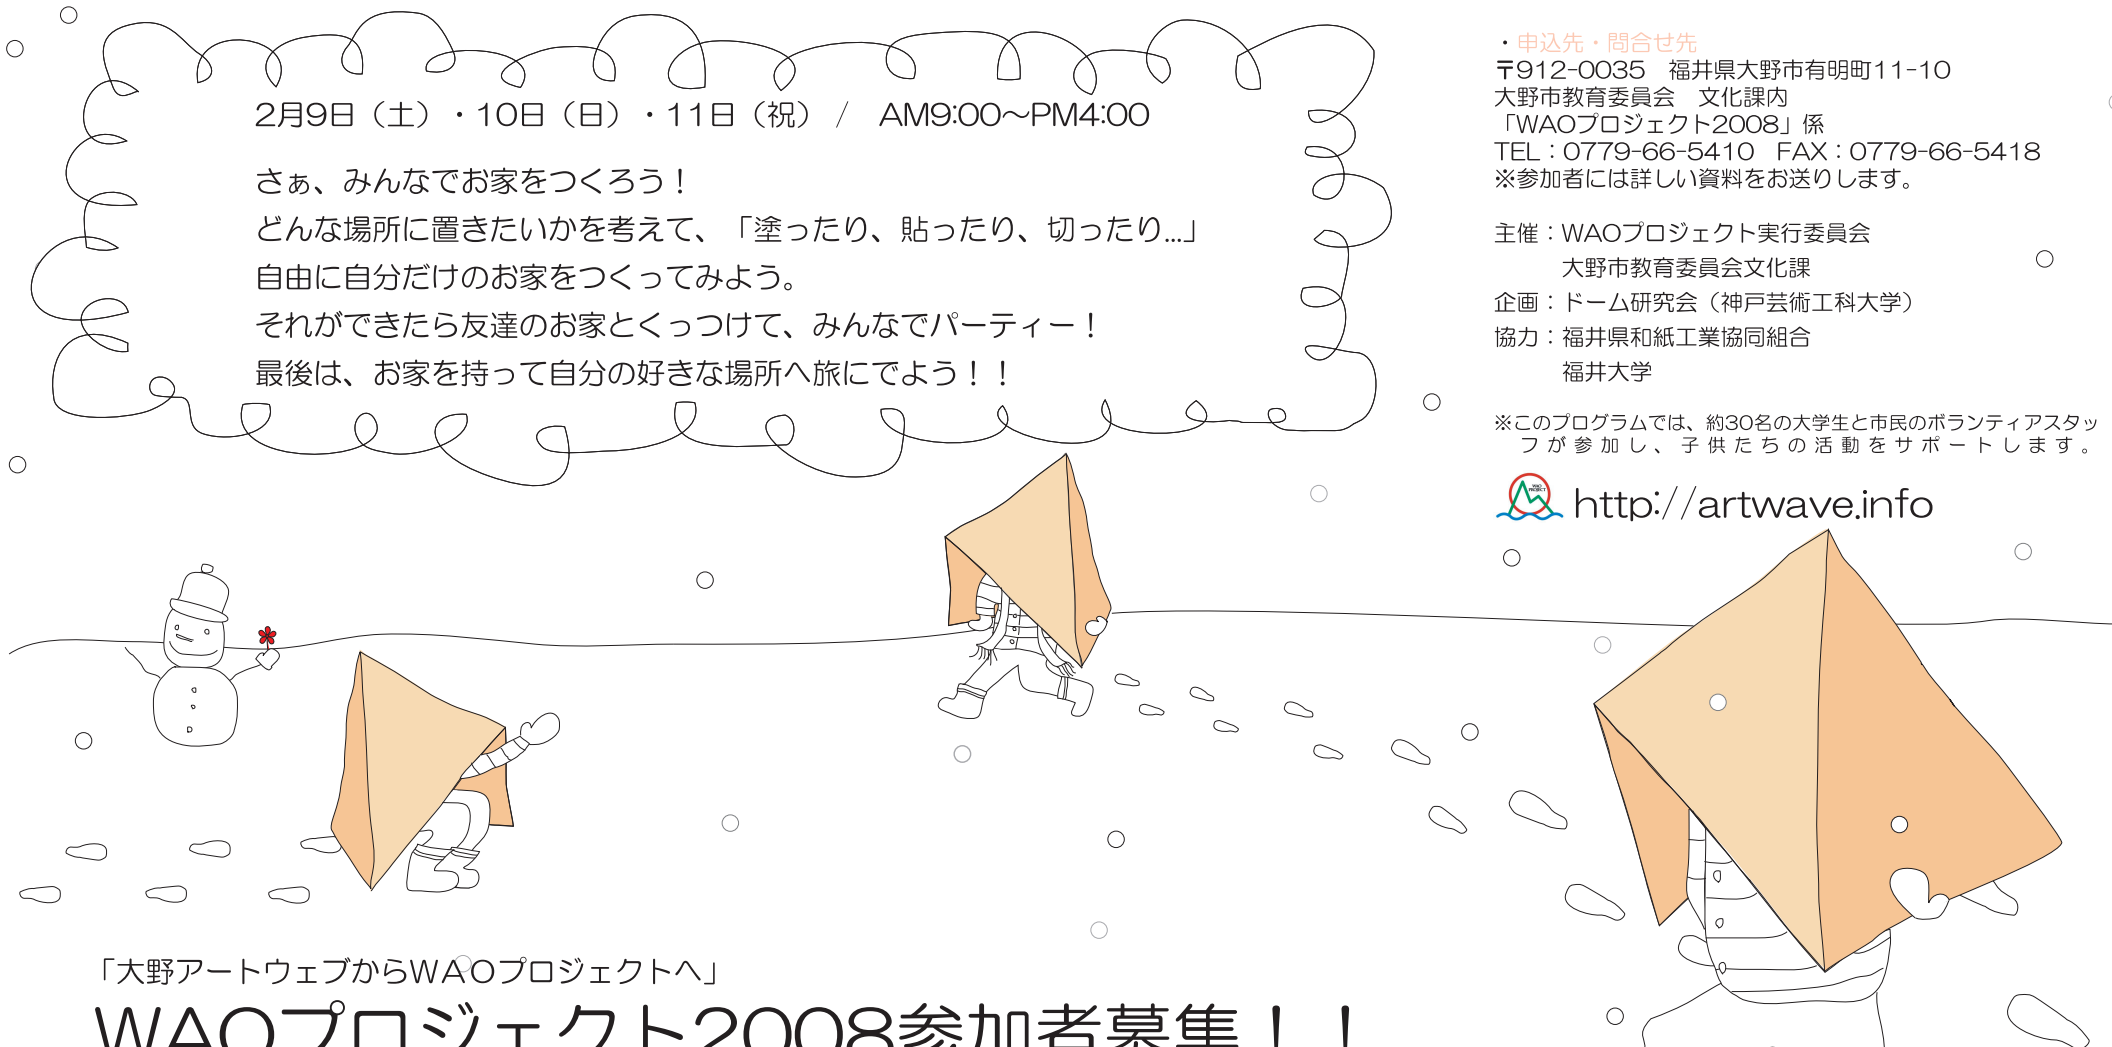 2月9日（土）・10日（日）・11日（祝） / AM9:00〜PM4:00
さぁ、みんなでお家をつくろう！
どんな場所に置きたいかを考えて、「塗ったり、貼ったり、切ったり...」
自由に自分だけのお家をつくってみよう。
それができたら友達のお家とくっつけて、みんなでパーティー！
最後は、お家を持って自分の好きな場所へ旅にでよう！！
・申込先・問合せ先
〒912-0035　福井県大野市有明町11-10
大野市教育委員会　文化課内
「WAOプロジェクト2008」係
TEL：0779-66-5410　FAX：0779-66-5418
※参加者には詳しい資料をお送りします。
主催：WAOプロジェクト実行委員会
大野市教育委員会文化課
企画：ドーム研究会（神戸芸術工科大学）
協力：福井県和紙工業協同組合
福井大学
※このプログラムでは、約30名の大学生と市民のボランティアスタッ
フが参加し、子供たちの活動をサポートします。
WAO
PROJECT
http://artwave.info
「大野アートウェブからWAOプロジェクトへ」
WAOプロジェクト2008参加者募集！！